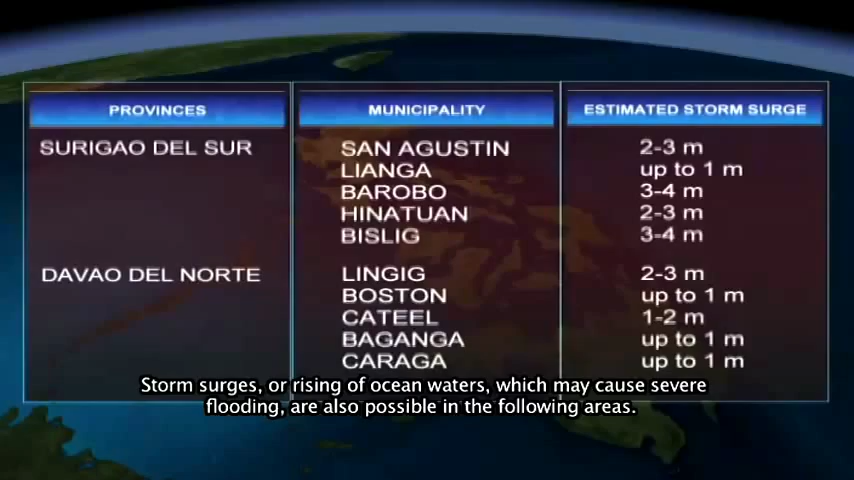 PROVINCES MUNICIPALITY ESTIMATED STORM SURGE
SURIGAO DEL SUR SAN AGUSTIN 2-3 m
LIANGA up to 1 m
BAROBO 3-4 m
HINATUAN 2-3 m
BISLIG 3-4 m
DAVAO DEL NORTE LINGIG 2-3 m
BOSTON up to 1 m
CATEEL 1-2 m
BAGANGA up to 1 m
CARAGA up to 1 m
Storm surges, or rising of ocean waters, which may cause severe
flooding, are also possible in the following areas.